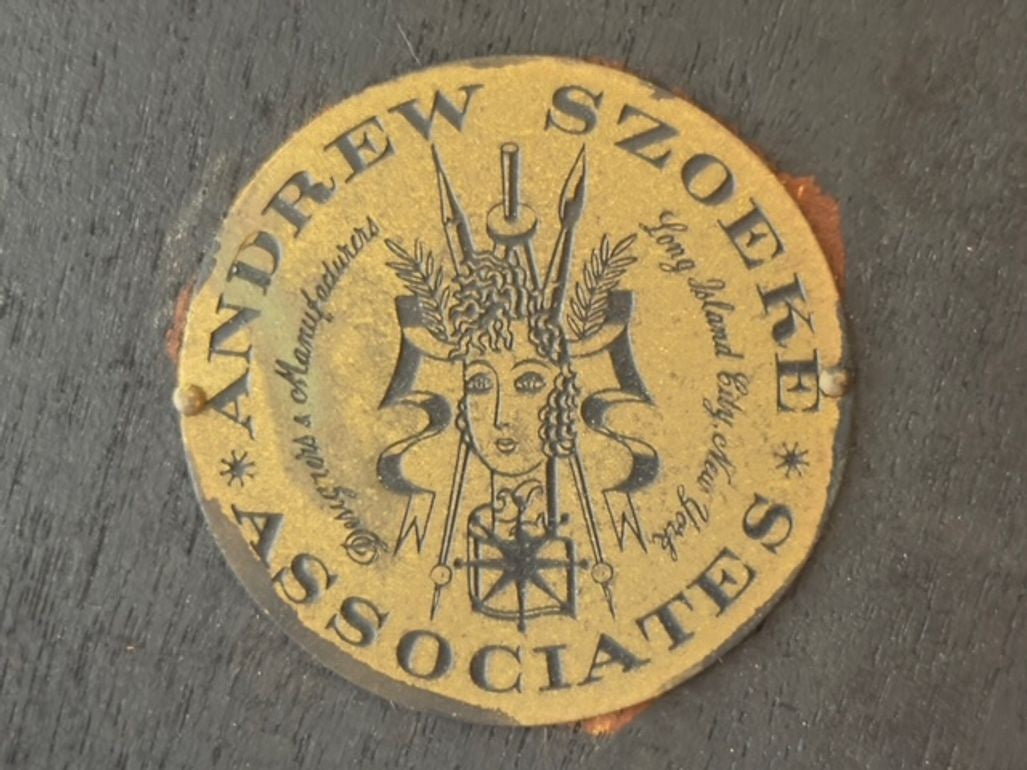 ANDREW SZOEKE
* ASSOCIATES *
Designers & Manufacturers
Long Island City, New York